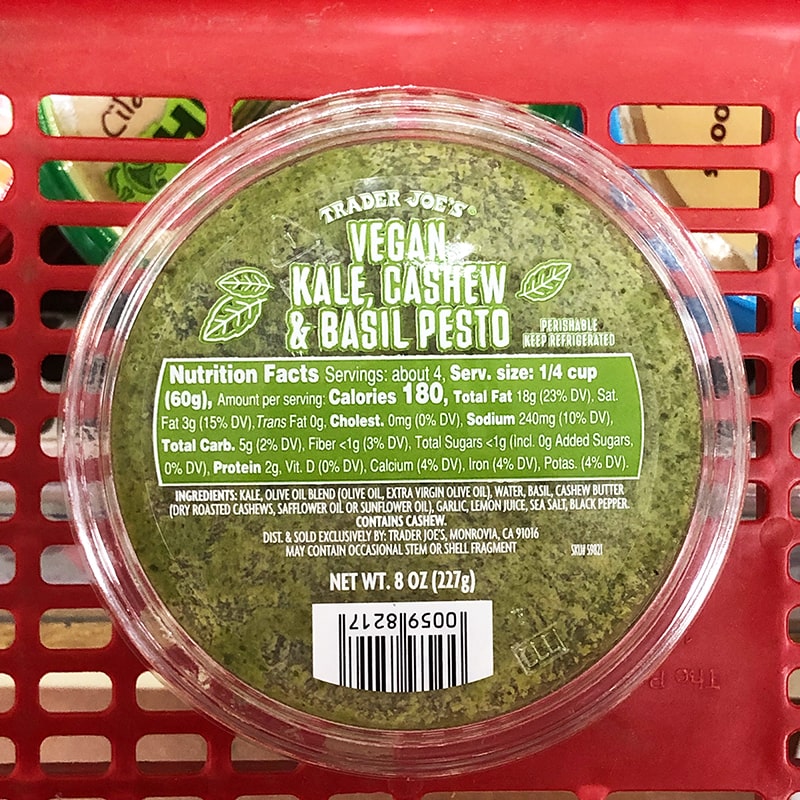 Cila
H
OO
TRADER JOE'S®
VEGAN
KALE, CASHEW
& BASIL PESTO
PERISHABLE
KEEP REFRIGERATED
Nutrition Facts Servings: about 4, Serv. size: 1/4 cup
(60g), Amount per serving: Calories 180, Total Fat 18g (23% DV), Sat.
Fat 3g (15% DV), Trans Fat 0g, Cholest. 0mg (0% DV), Sodium 240mg (10% DV),
Total Carb. 5g (2% DV), Fiber <1g (3% DV), Total Sugars <1g (incl. 0g Added Sugars,
0% DV), Protein 2g, Vit. D (0% DV), Calcium (4% DV), Iron (4% DV), Potas. (4% DV).
INGREDIENTS: KALE, OLIVE OIL BLEND (OLIVE OIL, EXTRA VIRGIN OLIVE OIL), WATER, BASIL, CASHEW BUTTER
(DRY ROASTED CASHEWS, SAFFLOWER OIL OR SUNFLOWER OIL), GARLIC, LEMON JUICE, SEA SALT, BLACK PEPPER.
CONTAINS CASHEW.
DIST. & SOLD EXCLUSIVELY BY: TRADER JOE'S, MONROVIA, CA 91016
MAY CONTAIN OCCASIONAL STEM OR SHELL FRAGMENT
SKU# 59821
NET WT. 8 OZ (227g)
0059 8217